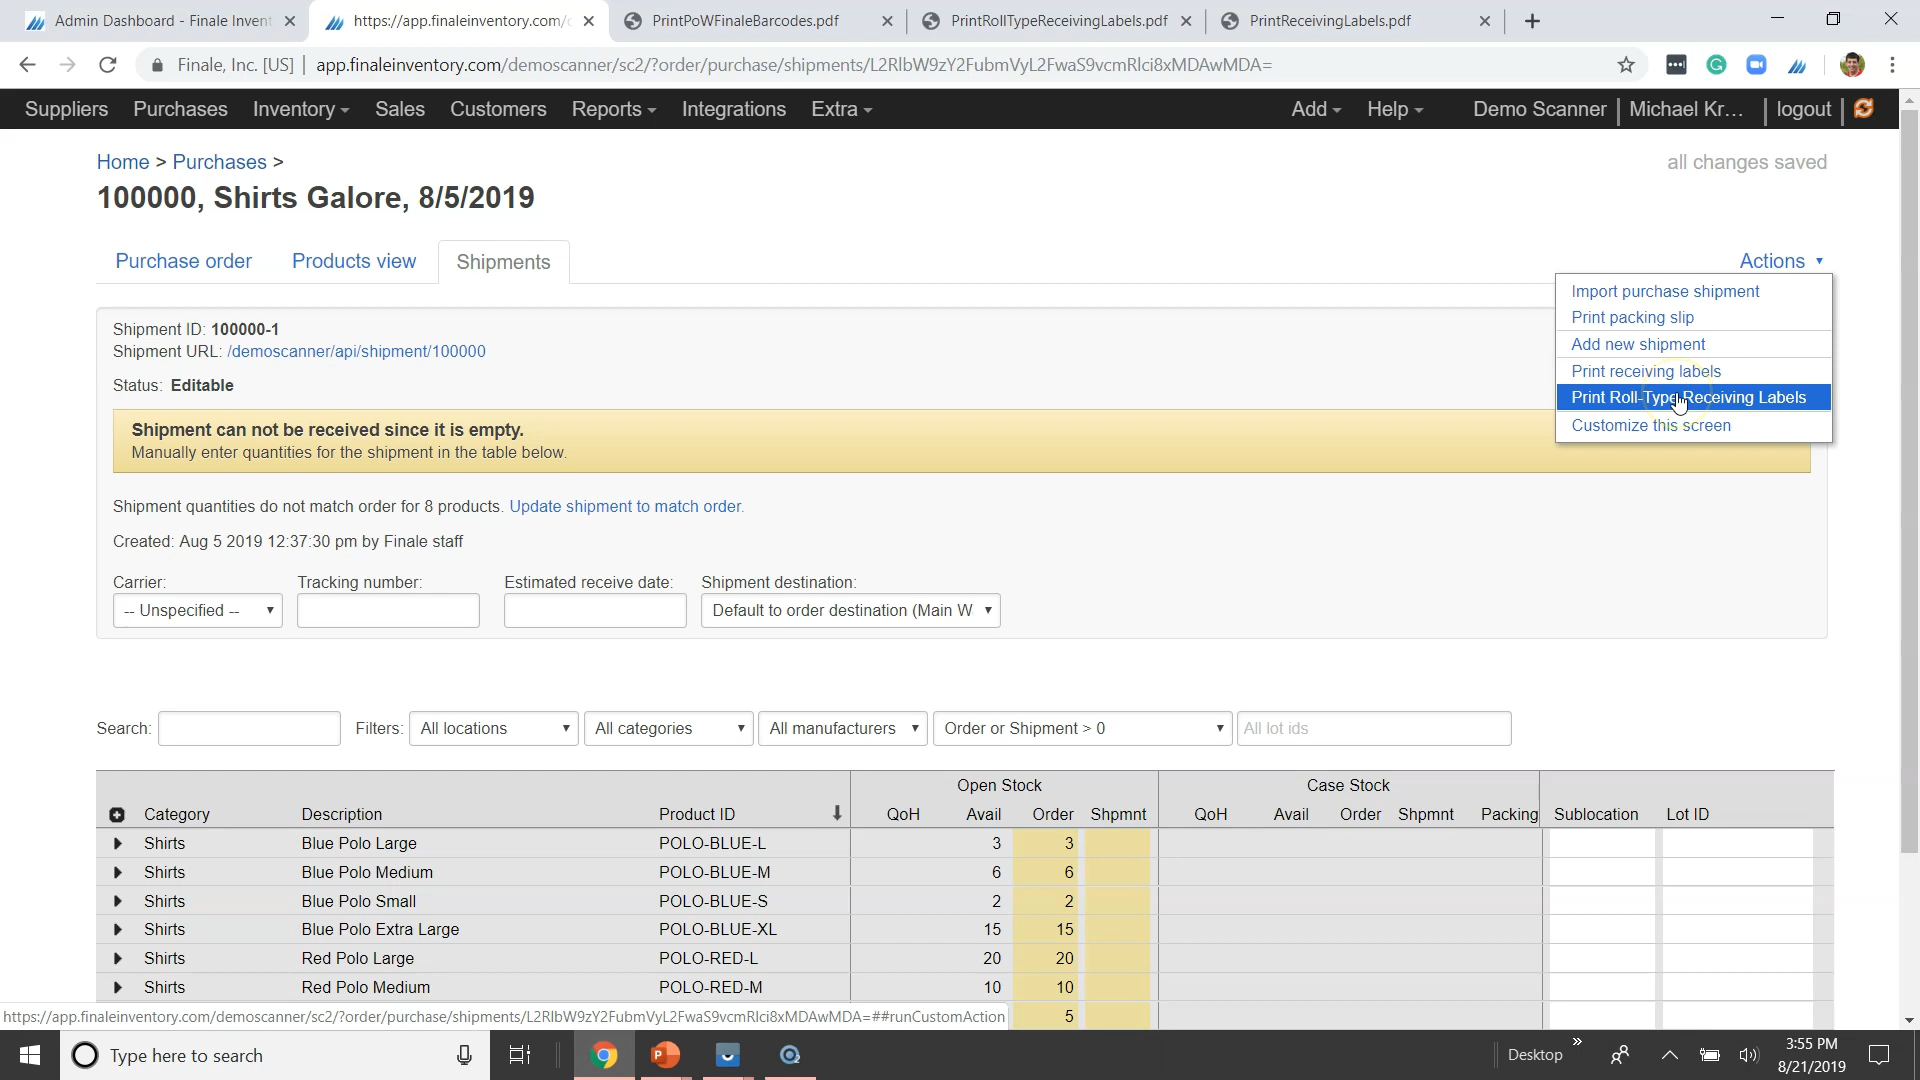 Admin Dashboard - Finale Invent
https://app.finaleinventory.com/
PrintPoWFinaleBarcodes.pdf
PrintRollTypeReceivingLabels.pdf
PrintReceivingLabels.pdf
Finale, Inc. [US] | app.finaleinventory.com/demoscanner/sc2/?order/purchase/shipments/L2RlbW9zY2FubmVyL2FwaS9vcmRlci8xMDAwMDA=
Suppliers Purchases Inventory Sales Customers Reports Integrations Extra Add Help Demo Scanner Michael Kr... logout
Home > Purchases >
all changes saved
100000, Shirts Galore, 8/5/2019
Purchase order Products view Shipments Actions
Import purchase shipment
Print packing slip
Add new shipment
Print receiving labels
Print Roll-Type Receiving Labels
Customize this screen
Shipment ID: 100000-1
Shipment URL: /demoscanner/api/shipment/100000
Status: Editable
Shipment can not be received since it is empty.
Manually enter quantities for the shipment in the table below.
Shipment quantities do not match order for 8 products. Update shipment to match order.
Created: Aug 5 2019 12:37:30 pm by Finale staff
Carrier: Tracking number: Estimated receive date: Shipment destination:
-- Unspecified -- Default to order destination (Main W
Search: Filters: All locations All categories All manufacturers Order or Shipment > 0 All lot ids
Open Stock Case Stock
Category Description Product ID QoH Avail Order Shpmnt QoH Avail Order Shpmnt Packing Sublocation Lot ID
Shirts Blue Polo Large POLO-BLUE-L 3 3
Shirts Blue Polo Medium POLO-BLUE-M 6 6
Shirts Blue Polo Small POLO-BLUE-S 2 2
Shirts Blue Polo Extra Large POLO-BLUE-XL 15 15
Shirts Red Polo Large POLO-RED-L 20 20
Shirts Red Polo Medium POLO-RED-M 10 10
https://app.finaleinventory.com/demoscanner/sc2/?order/purchase/shipments/L2RlbW9zY2FubmVyL2FwaS9vcmRlci8xMDAwMDA=##runCustomAction 5
Type here to search
Desktop
3:55 PM
8/21/2019